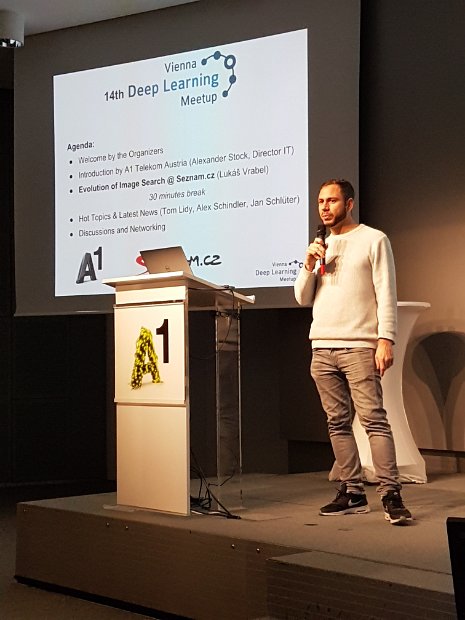 Vienna
14th Deep Learning
Meetup
Agenda:
• Welcome by the Organizers
• Introduction by A1 Telekom Austria (Alexander Stock, Director IT)
• Evolution of Image Search @ Seznam.cz (Lukáš Vrabel)
30 minutes break
• Hot Topics & Latest News (Tom Lidy, Alex Schindler, Jan Schlüter)
• Discussions and Networking
A1
M.cz
Vienna
Deep Learning
Meetup
A1